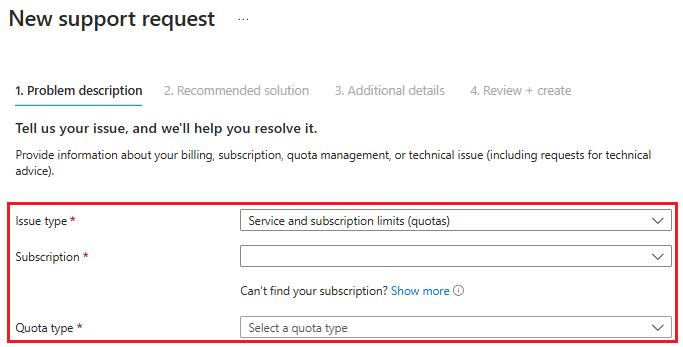 New support request ...
1. Problem description 2. Recommended solution 3. Additional details 4. Review + create
Tell us your issue, and we'll help you resolve it.
Provide information about your billing, subscription, quota management, or technical issue (including requests for technical
advice).
Issue type * Service and subscription limits (quotas)
Subscription *
Can't find your subscription? Show more
Quota type * Select a quota type